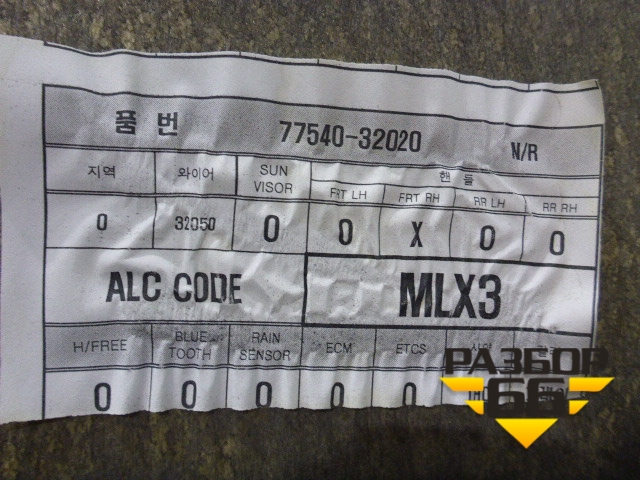 품 번 77540-32020 N/R
지역 와이어 SUN VISOR 핸 들
FRT LH FRT RH RR LH RR RH
0 32050 0 0 X 0 0
ALC CODE MLX3
H/FREE BLUE TOOTH RAIN SENSOR ECM ETCS
0 0 0 0 0
РАЗБОР
66